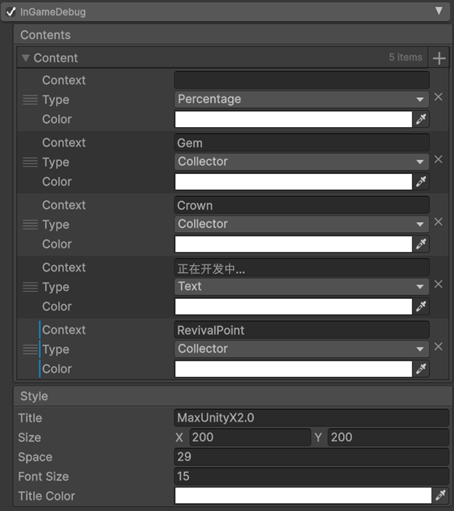 InGameDebug
Contents
Content 5 items
Context
Type Percentage
Color
Context Gem
Type Collector
Color
Context Crown
Type Collector
Color
Context 正在开发中...
Type Text
Color
Context RevivalPoint
Type Collector
Color
Style
Title MaxUnityX2.0
Size X 200 Y 200
Space 29
Font Size 15
Title Color